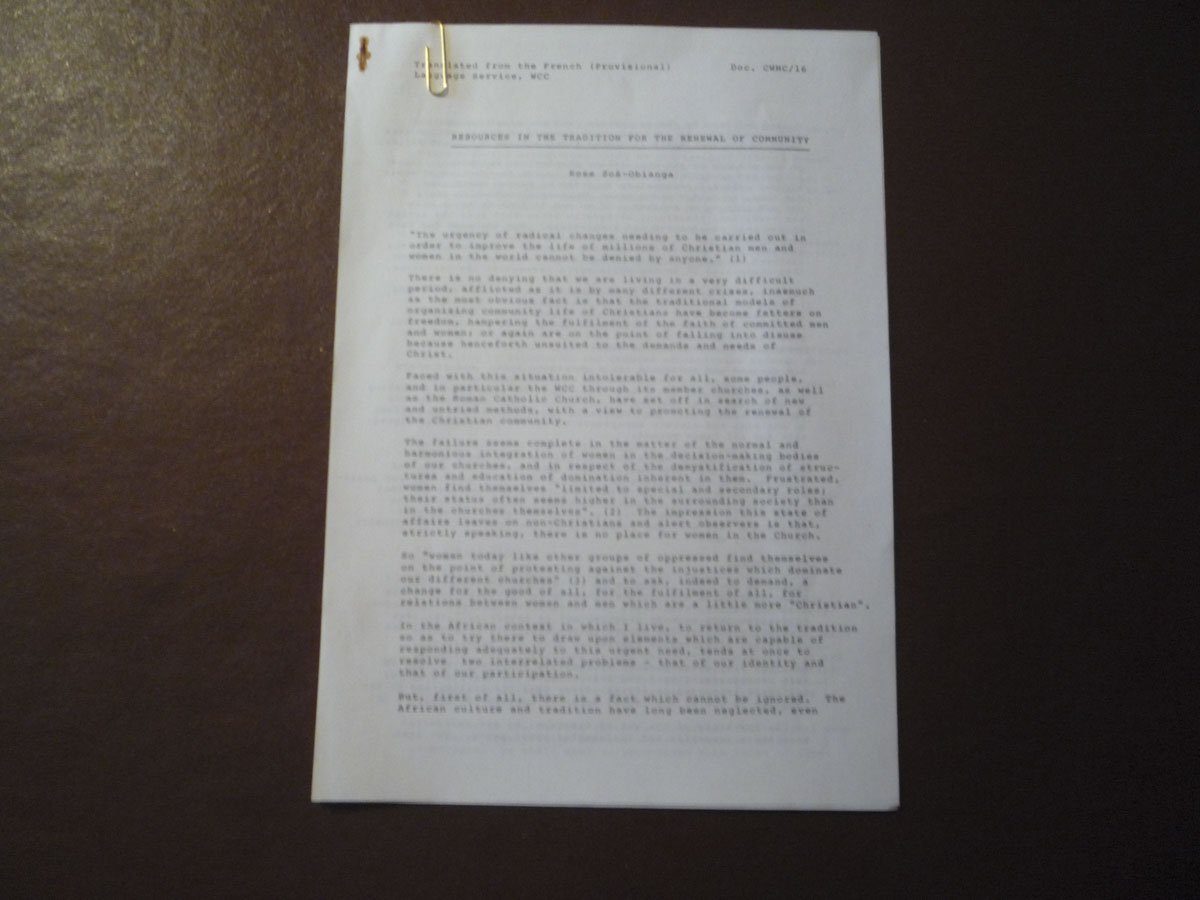 Translated from the French (Provisional) Doc. CWMC/16
Language Service, WCC
RESOURCES IN THE TRADITION FOR THE RENEWAL OF COMMUNITY
Rose Zoé-Obianga
"The urgency of radical changes needing to be carried out in
order to improve the life of millions of Christian men and
women in the world cannot be denied by anyone." (1)
There is no denying that we are living in a very difficult
period, afflicted as it is by many different crises, inasmuch
as the most obvious fact is that the traditional models of
organising community life of Christians have become fetters on
freedom, hampering the fulfilment of the faith of committed men
and women; or again are on the point of falling into disuse
because henceforth unsuited to the demands and needs of
Christ.
Faced with this situation intolerable for all, some people,
and in particular the WCC through its member churches, as well
as the Roman Catholic Church, have set off in search of new
and untried methods, with a view to promoting the renewal of
the Christian community.
The failure seems complete in the matter of the normal and
harmonious integration of women in the decision-making bodies
of our churches, and in respect of the demystification of struc-
tures and education of domination inherent in them. Frustrated,
women find themselves "limited to special and secondary roles;
their status often seems higher in the surrounding society than
in the churches themselves". (2) The impression this state of
affairs leaves on non-Christians and alert observers is that,
strictly speaking, there is no place for women in the Church.
So "women today like other groups of oppressed find themselves
on the point of protesting against the injustices which dominate
our different churches" (3) and to ask, indeed to demand, a
change for the good of all, for the fulfilment of all, for
relations between women and men which are a little more "Christian".
In the African context in which I live, to return to the tradition
so as to try there to draw upon elements which are capable of
responding adequately to this urgent need, tends at once to
resolve two interrelated problems - that of our identity and
that of our participation.
But, first of all, there is a fact which cannot be ignored. The
African culture and tradition have long been neglected, even